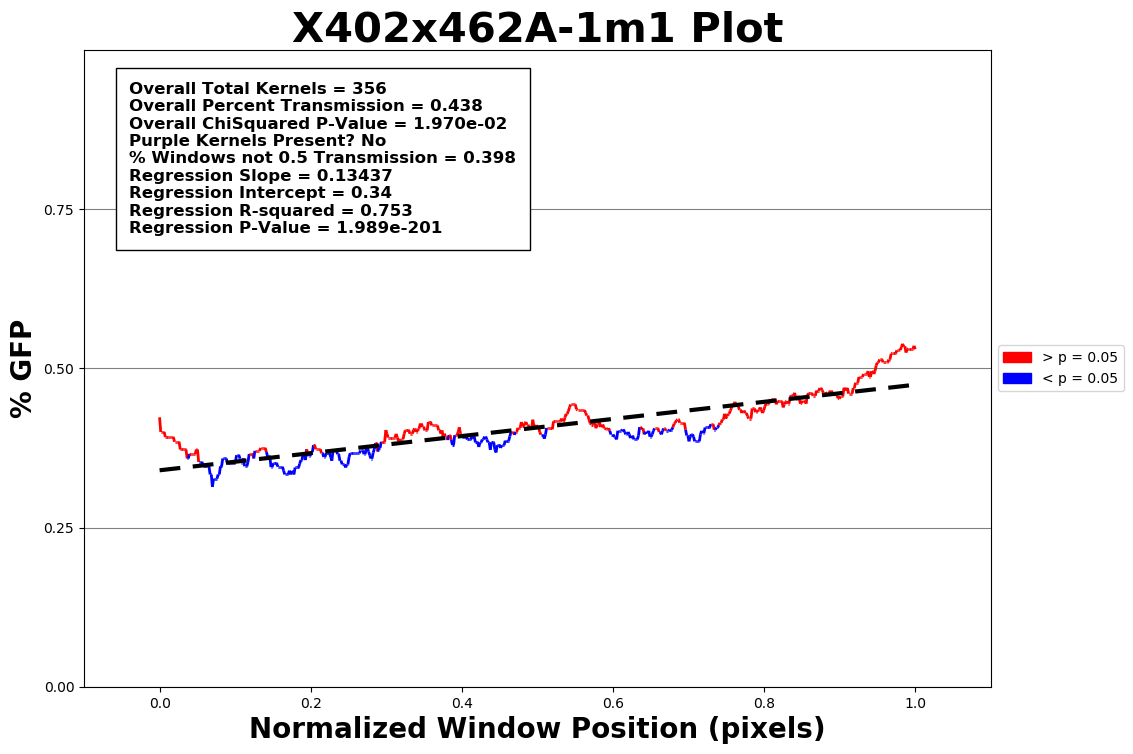 X402x462A-1m1 Plot
Overall Total Kernels = 356
Overall Percent Transmission = 0.438
Overall ChiSquared P-Value = 1.970e-02
Purple Kernels Present? No
% Windows not 0.5 Transmission = 0.398
Regression Slope = 0.13437
Regression Intercept = 0.34
Regression R-squared = 0.753
Regression P-Value = 1.989e-201
% GFP
0.75
0.50
0.25
0.00
> p = 0.05
< p = 0.05
0.0 0.2 0.4 0.6 0.8 1.0
Normalized Window Position (pixels)